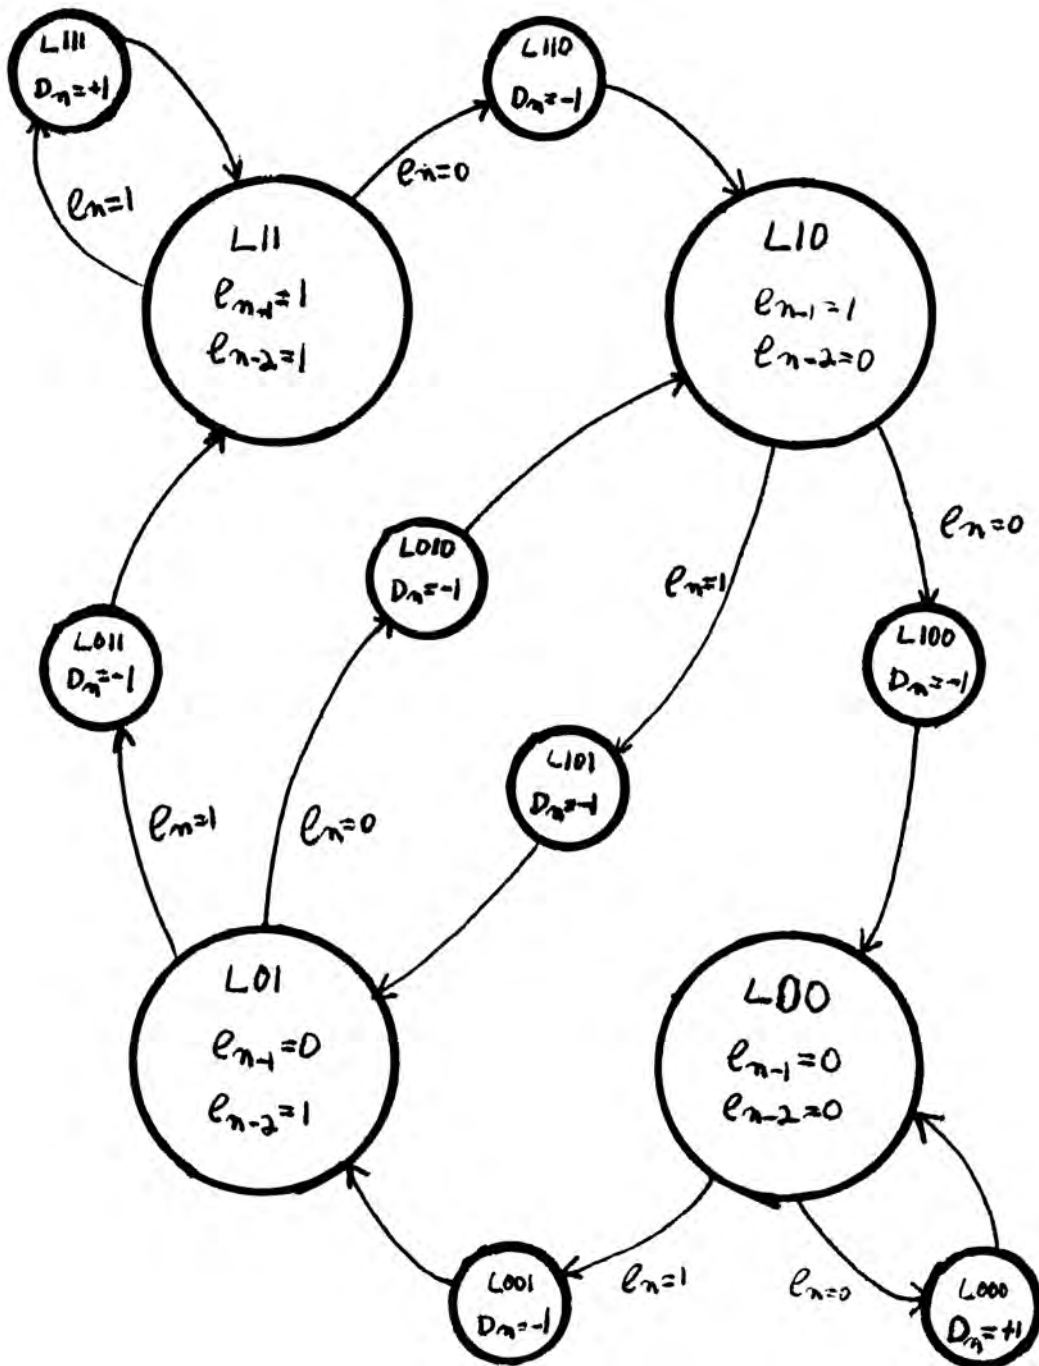 L111
Dn=+1
L110
Dn=-1
en=0
en=1
L11
en-1=1
en-2=1
L10
en-1=1
en-2=0
en=0
L010
Dn=-1
en=1
L100
Dn=-1
L011
Dn=-1
L101
Dn=-1
en=1
en=0
L01
en-1=0
en-2=1
L00
en-1=0
en-2=0
L001
Dn=-1
en=1
en=0
L000
Dn=+1